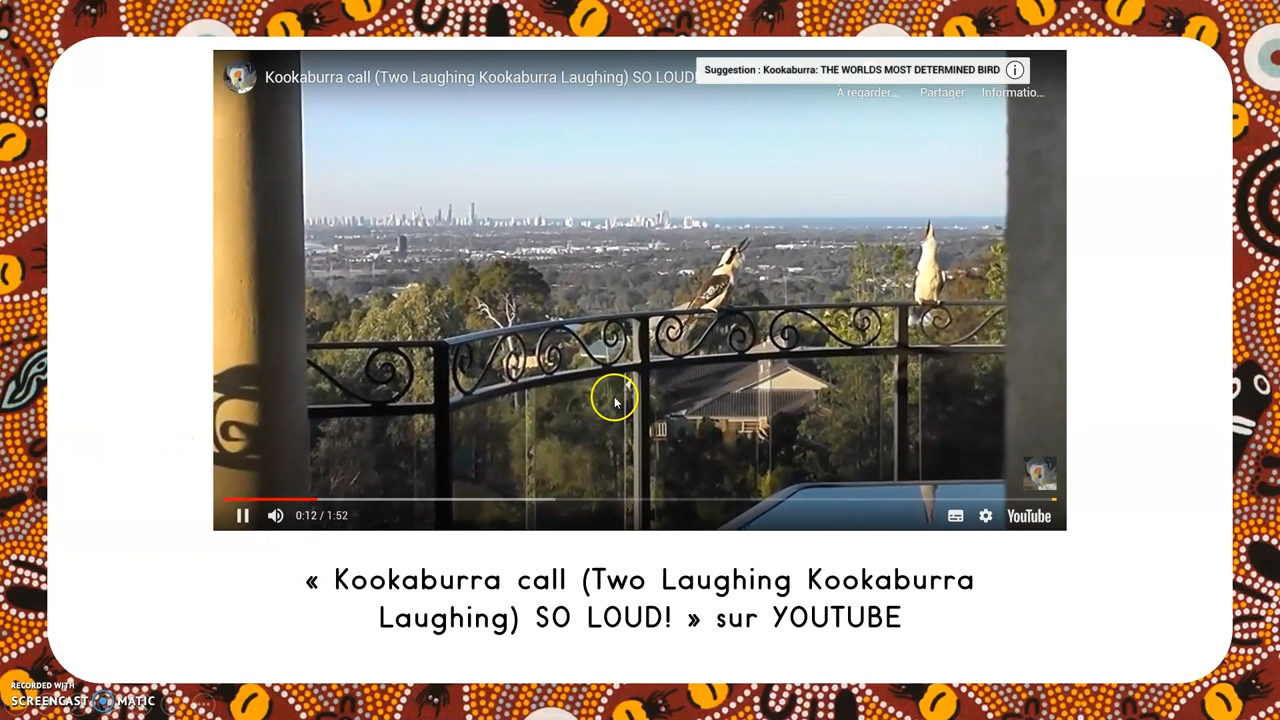 Kookaburra call (Two Laughing Kookaburra Laughing) SO LOUD!
Suggestion : Kookaburra: THE WORLDS MOST DETERMINED BIRD
À regarder... Partager Informatio...
0:12 / 1:52
YouTube
« Kookaburra call (Two Laughing Kookaburra
Laughing) SO LOUD! » sur YOUTUBE
RECORDED WITH
SCREENCAST MATIC